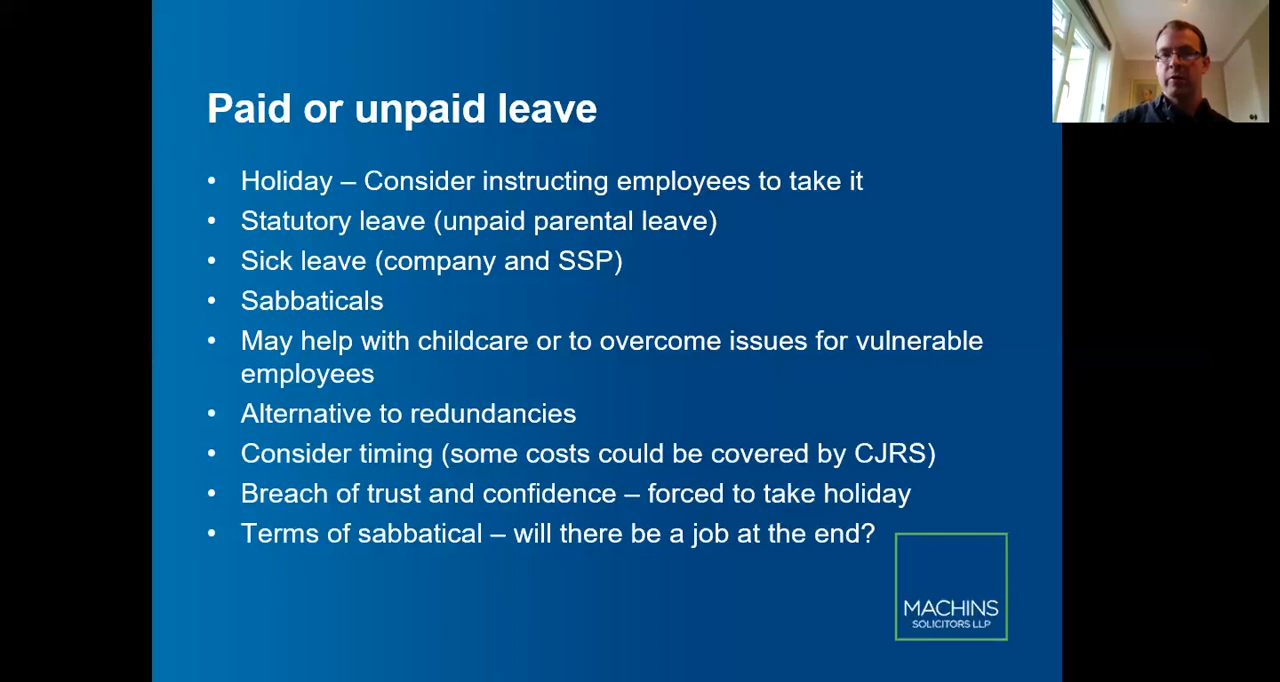 Paid or unpaid leave
• Holiday – Consider instructing employees to take it
• Statutory leave (unpaid parental leave)
• Sick leave (company and SSP)
• Sabbaticals
• May help with childcare or to overcome issues for vulnerable
employees
• Alternative to redundancies
• Consider timing (some costs could be covered by CJRS)
• Breach of trust and confidence – forced to take holiday
• Terms of sabbatical – will there be a job at the end?
MACHINS
SOLICITORS LLP